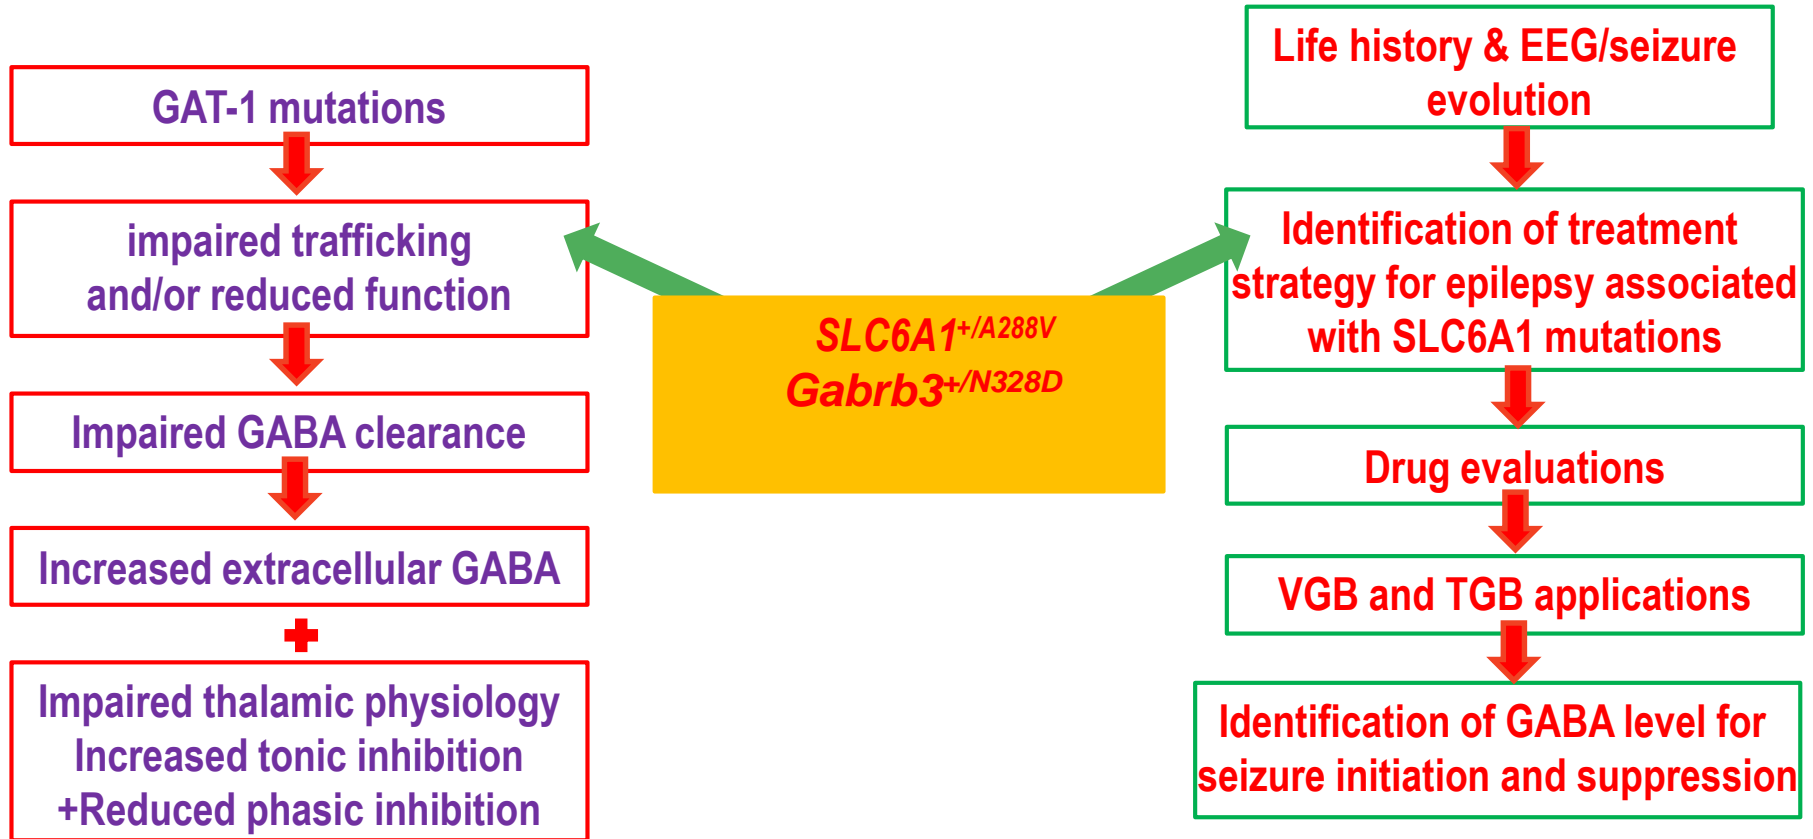 GAT-1 mutations
impaired trafficking
and/or reduced function
Impaired GABA clearance
Increased extracellular GABA
Impaired thalamic physiology
Increased tonic inhibition
+Reduced phasic inhibition
SLC6A1+/A288V
Gabrb3+/N328D
Life history & EEG/seizure
evolution
Identification of treatment
strategy for epilepsy associated
with SLC6A1 mutations
Drug evaluations
VGB and TGB applications
Identification of GABA level for
seizure initiation and suppression